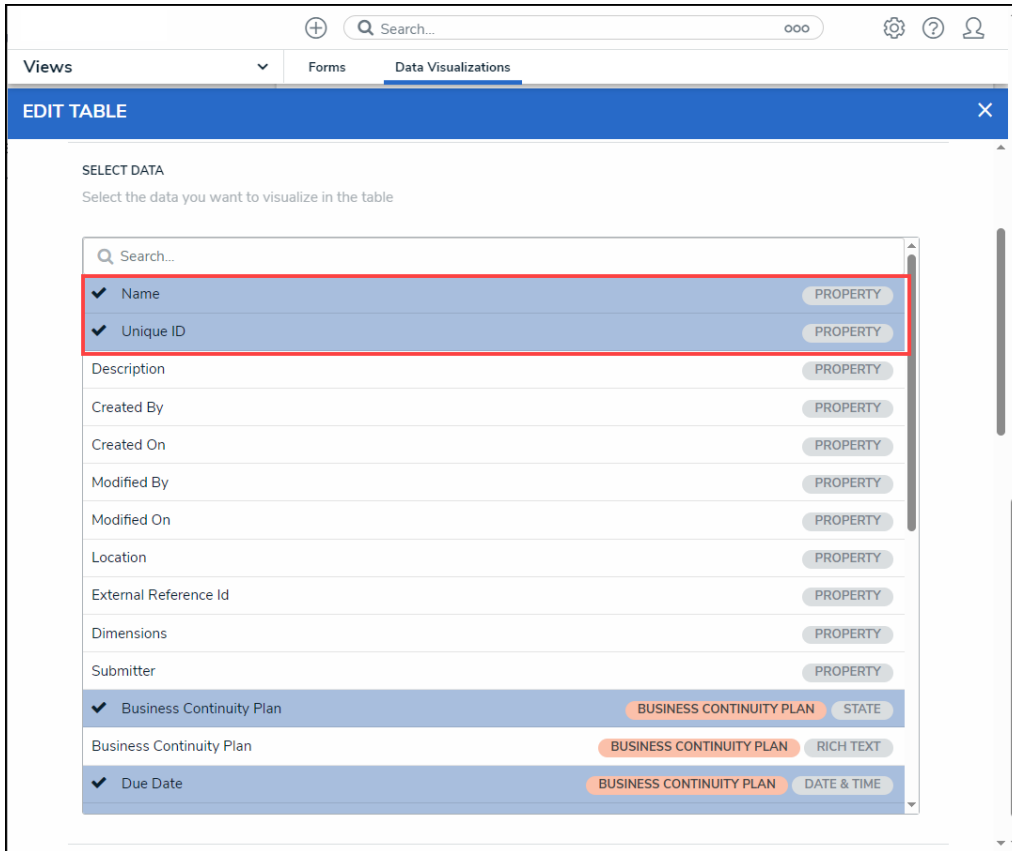 Search...
Views Forms Data Visualizations
EDIT TABLE
SELECT DATA
Select the data you want to visualize in the table
Search...
Name PROPERTY
Unique ID PROPERTY
Description PROPERTY
Created By PROPERTY
Created On PROPERTY
Modified By PROPERTY
Modified On PROPERTY
Location PROPERTY
External Reference Id PROPERTY
Dimensions PROPERTY
Submitter PROPERTY
Business Continuity Plan BUSINESS CONTINUITY PLAN STATE
Business Continuity Plan BUSINESS CONTINUITY PLAN RICH TEXT
Due Date BUSINESS CONTINUITY PLAN DATE & TIME